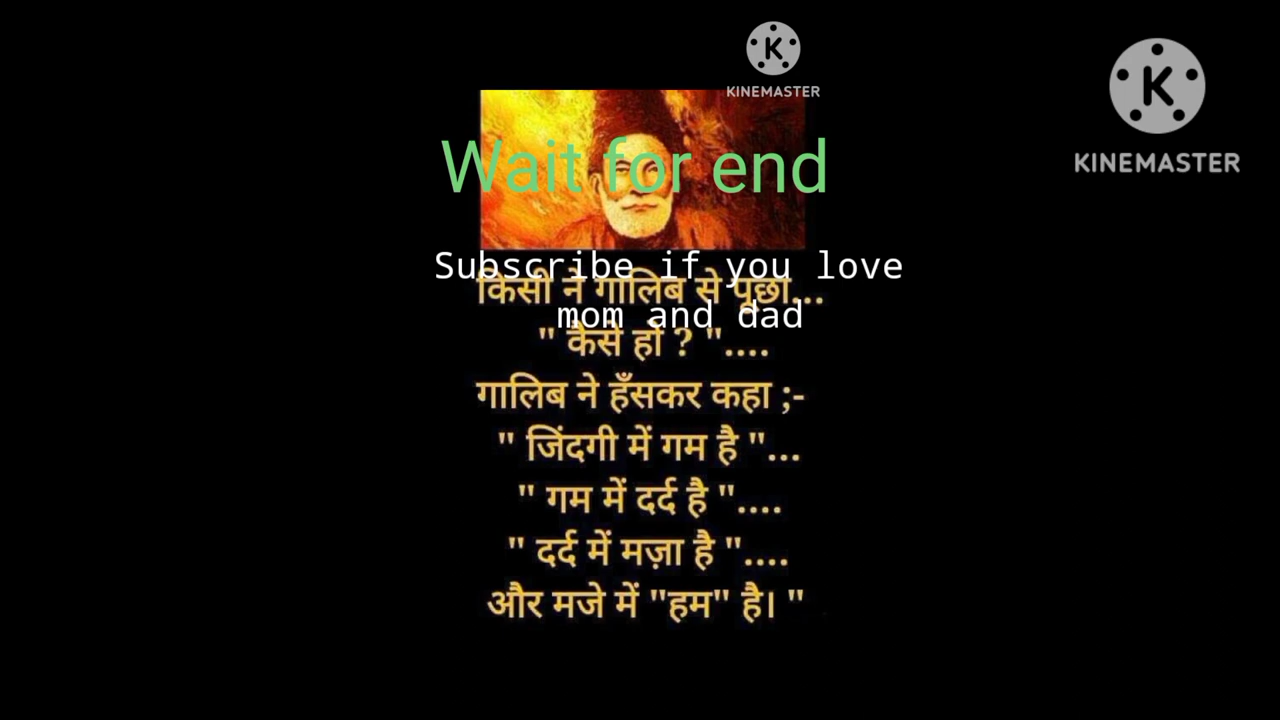 KINEMASTER
KINEMASTER
Wait for end
Subscribe if you love
mom and dad
किसी ने गालिब से पूछा...
" कैसे हो ? "....
गालिब ने हँसकर कहा ;-
" जिंदगी में गम है "...
" गम में दर्द है "....
" दर्द में मज़ा है "....
और मजे में "हम" है। "